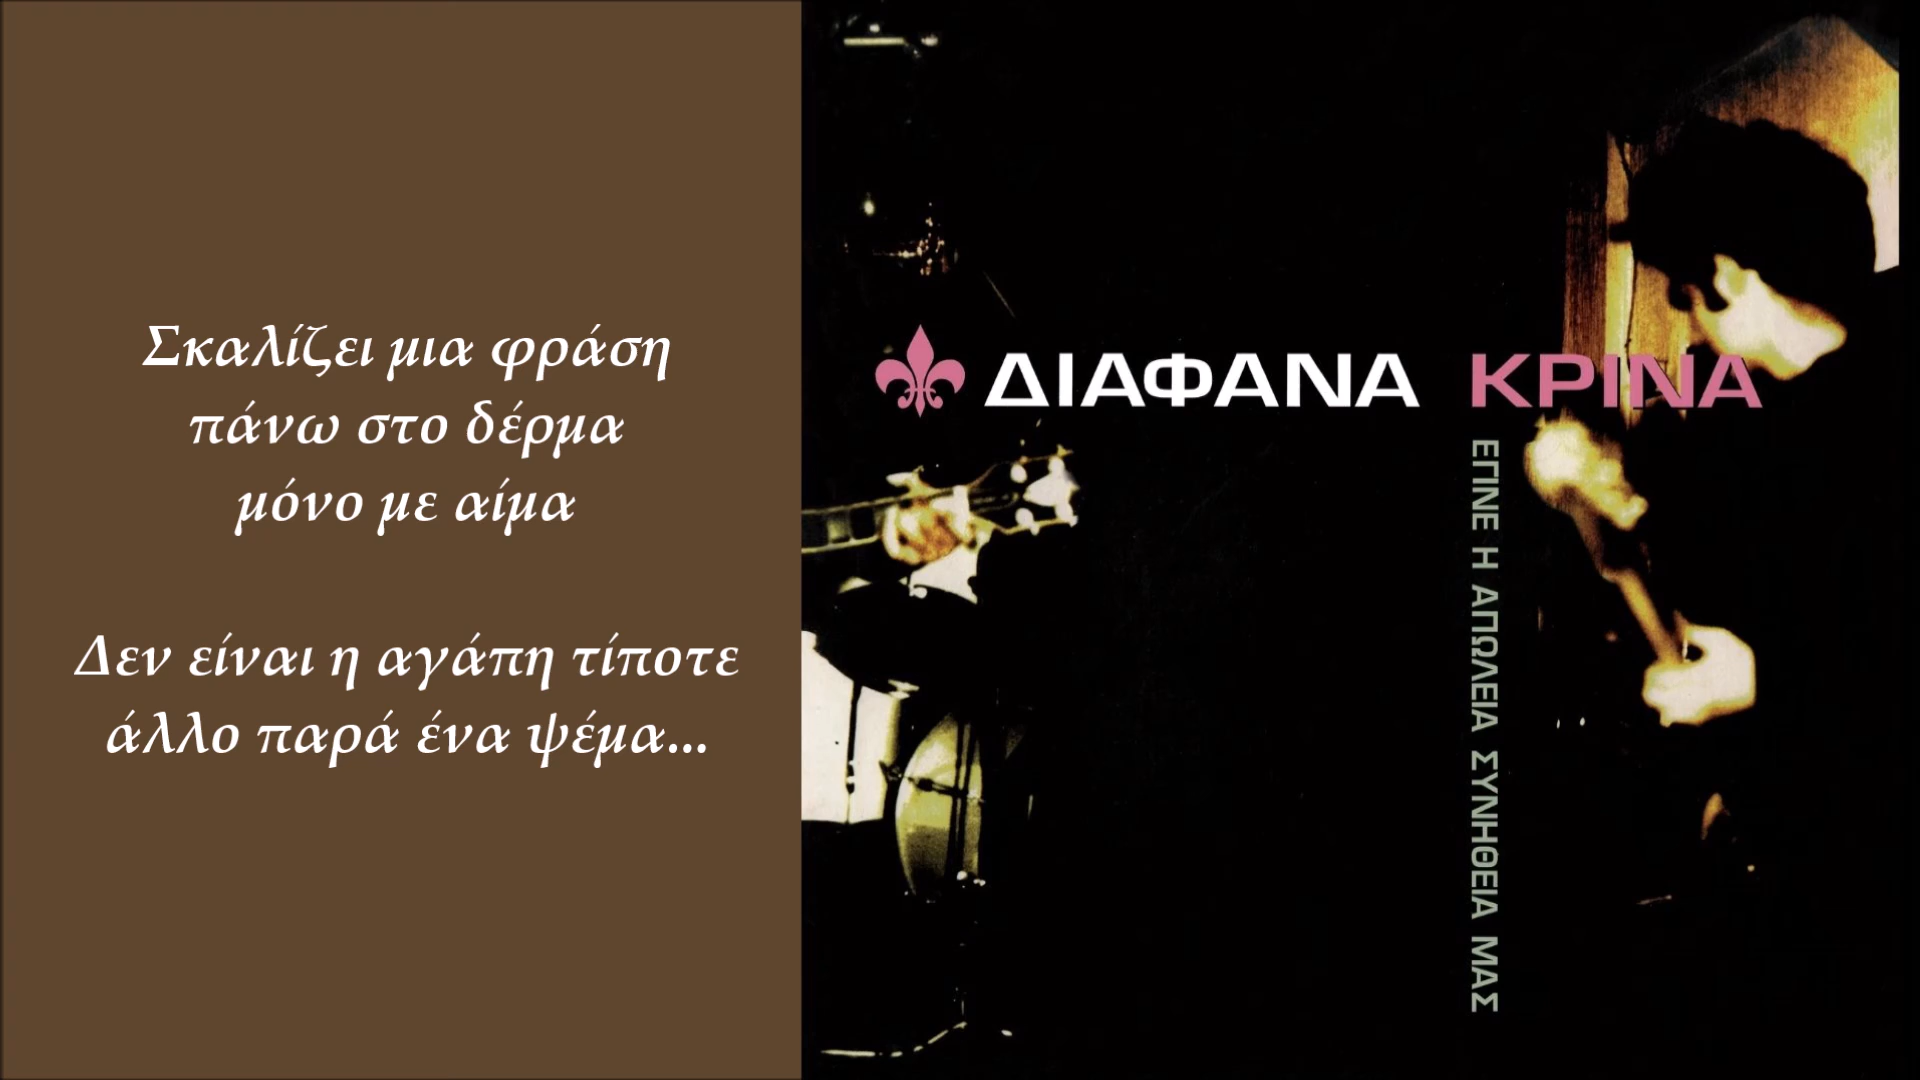 Σκαλίζει μια φράση
πάνω στο δέρμα
μόνο με αίμα
Δεν είναι η αγάπη τίποτε
άλλο παρά ένα ψέμα...
ΔΙΑΦΑΝΑ ΚΡΙΝΑ
ΕΓΙΝΕ Η ΑΠΩΛΕΙΑ ΣΥΝΗΘΕΙΑ ΜΑΣ